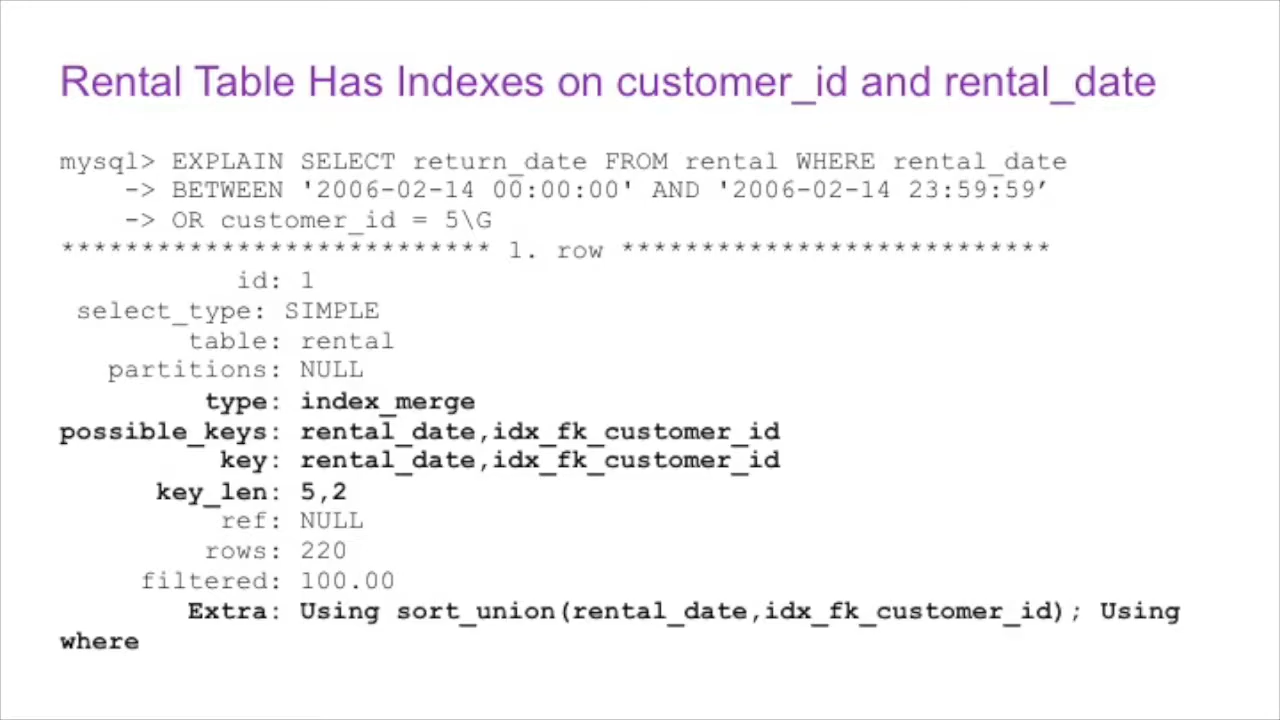 Rental Table Has Indexes on customer_id and rental_date
mysql> EXPLAIN SELECT return_date FROM rental WHERE rental_date
-> BETWEEN '2006-02-14 00:00:00' AND '2006-02-14 23:59:59’
-> OR customer_id = 5\G
*************************** 1. row ***************************
id: 1
select_type: SIMPLE
table: rental
partitions: NULL
type: index_merge
possible_keys: rental_date,idx_fk_customer_id
key: rental_date,idx_fk_customer_id
key_len: 5,2
ref: NULL
rows: 220
filtered: 100.00
Extra: Using sort_union(rental_date,idx_fk_customer_id); Using
where